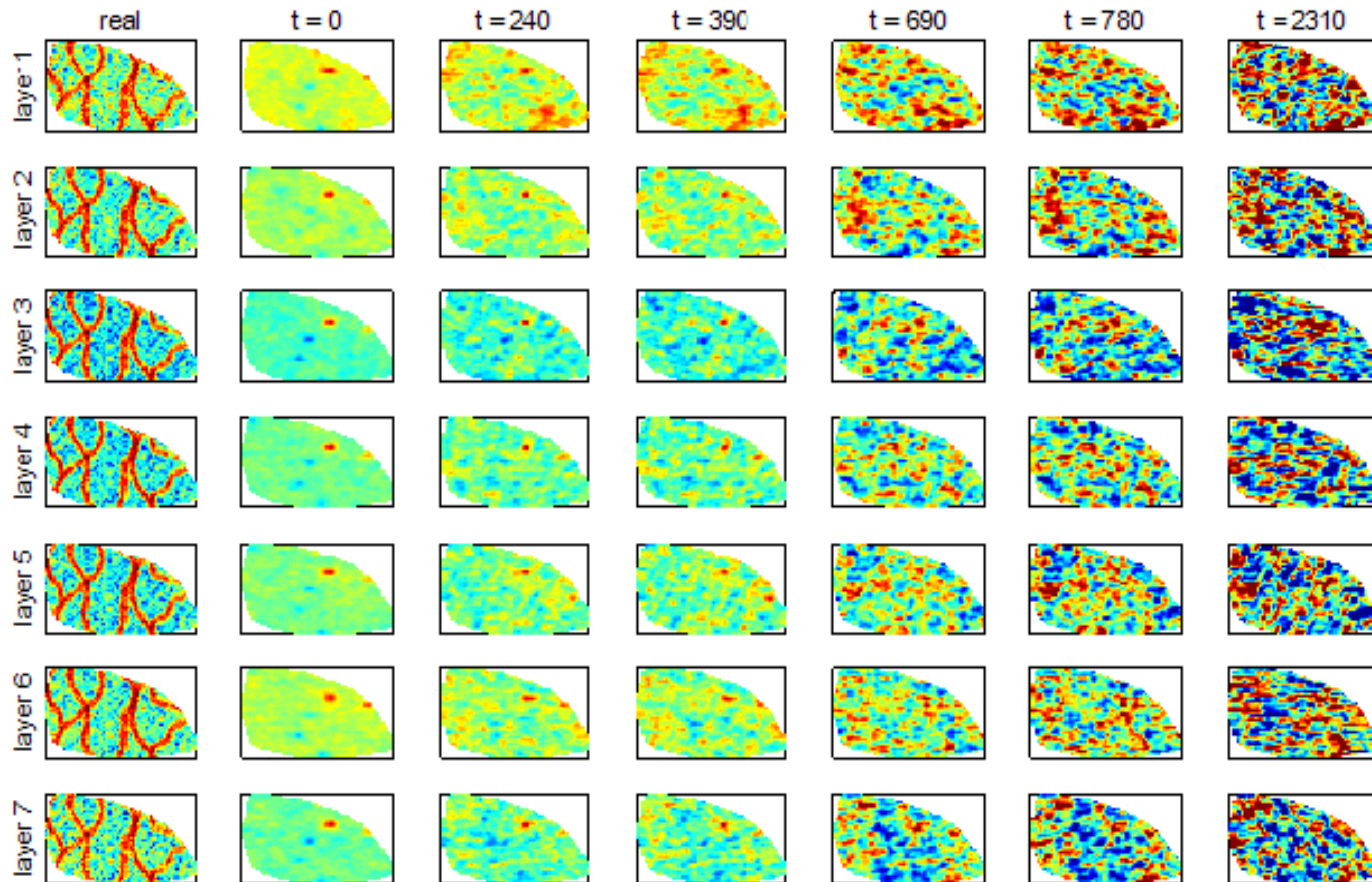 real t = 0 t = 240 t = 390 t = 690 t = 780 t = 2310
layer 1
layer 2
layer 3
layer 4
layer 5
layer 6
layer 7